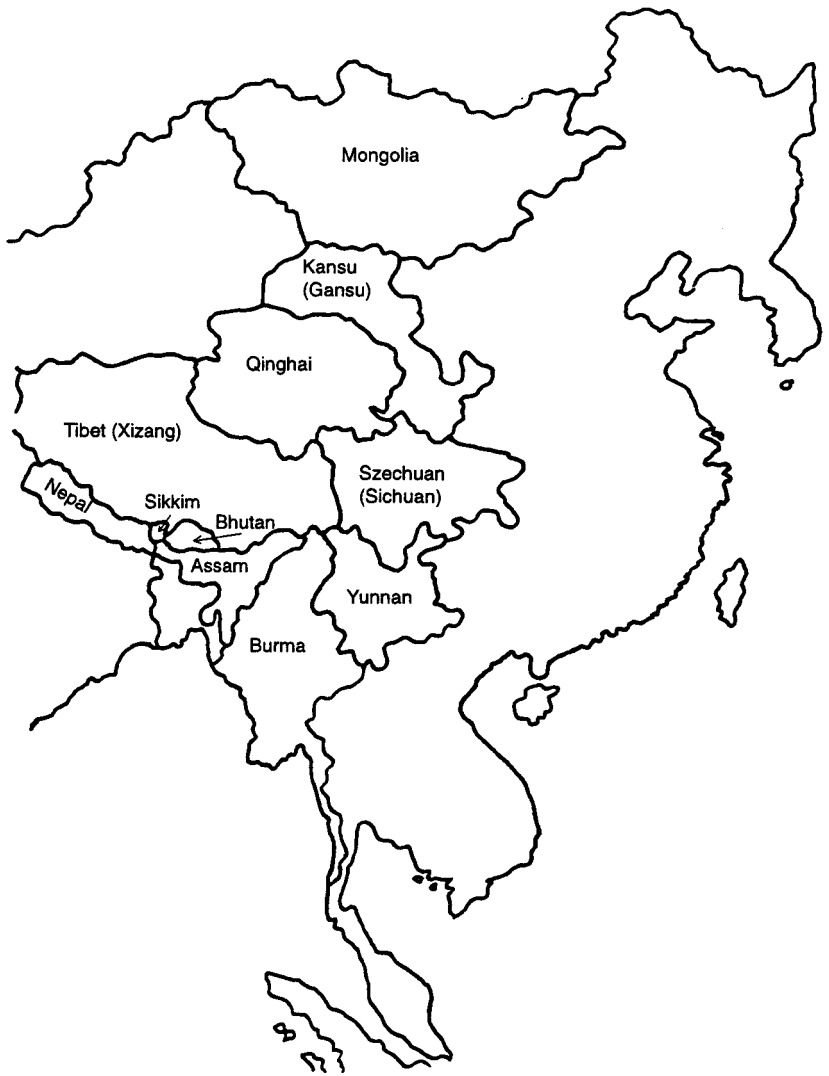 Mongolia
Kansu
(Gansu)
Qinghai
Tibet (Xizang)
Szechuan
(Sichuan)
Nepal
Sikkim
Bhutan
Assam
Yunnan
Burma